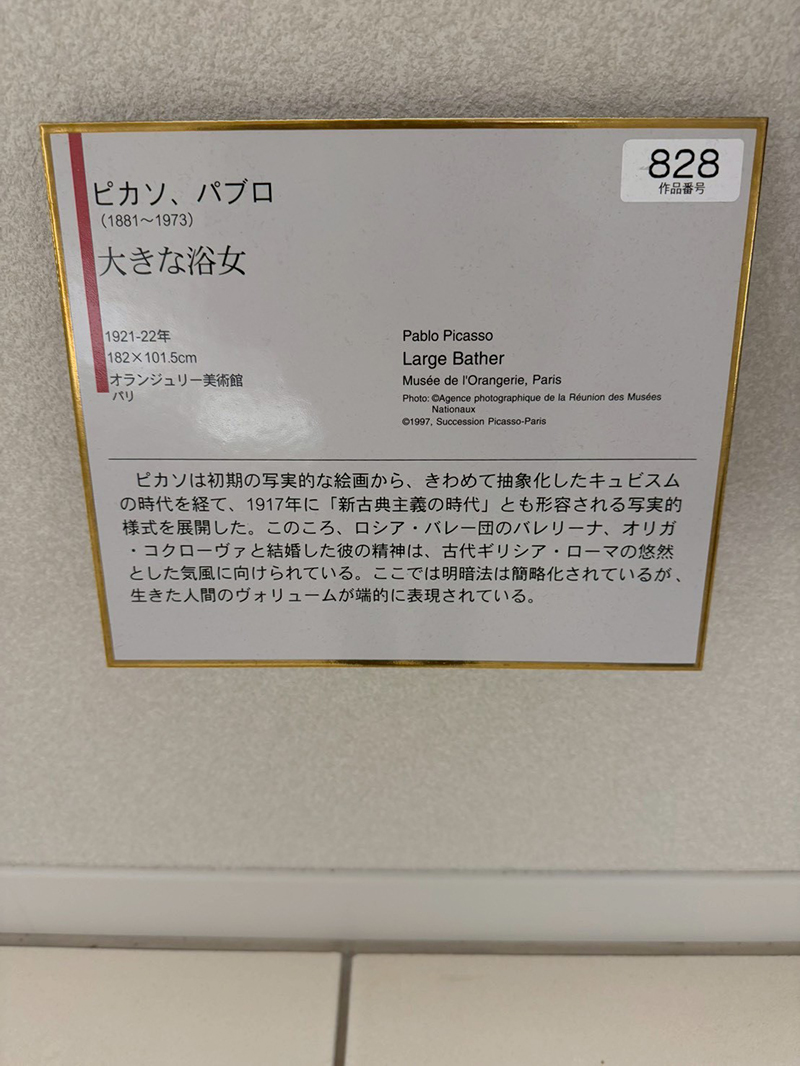 828
作品番号
ピカソ、パブロ
(1881〜1973)
大きな浴女
1921-22年
182×101.5cm
オランジュリー美術館
パリ
Pablo Picasso
Large Bather
Musée de l'Orangerie, Paris
Photo: ©Agence photographique de la Réunion des Musées
Nationaux
©1997, Succession Picasso-Paris
ピカソは初期の写実的な絵画から、きわめて抽象化したキュビスム
の時代を経て、1917年に「新古典主義の時代」とも形容される写実的
様式を展開した。このころ、ロシア・バレー団のバレリーナ、オリガ
・コクローヴァと結婚した彼の精神は、古代ギリシア・ローマの悠然
とした気風に向けられている。ここでは明暗法は簡略化されているが、
生きた人間のヴォリュームが端的に表現されている。